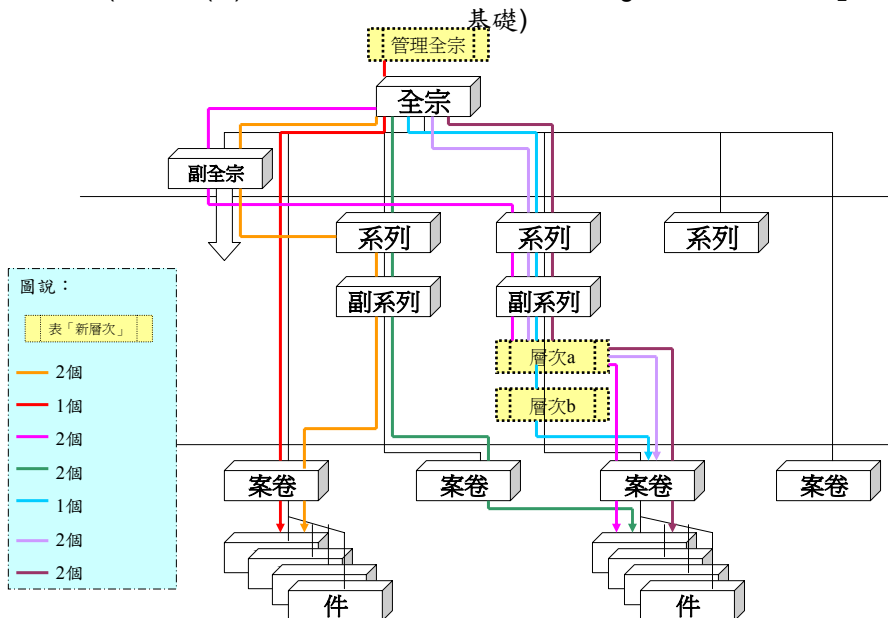 基礎)
管理全宗
全宗
副全宗
系列
系列
系列
副系列
副系列
圖說：
表「新層次」
2個
1個
2個
2個
1個
2個
2個
層次a
層次b
案卷
案卷
案卷
案卷
件
件